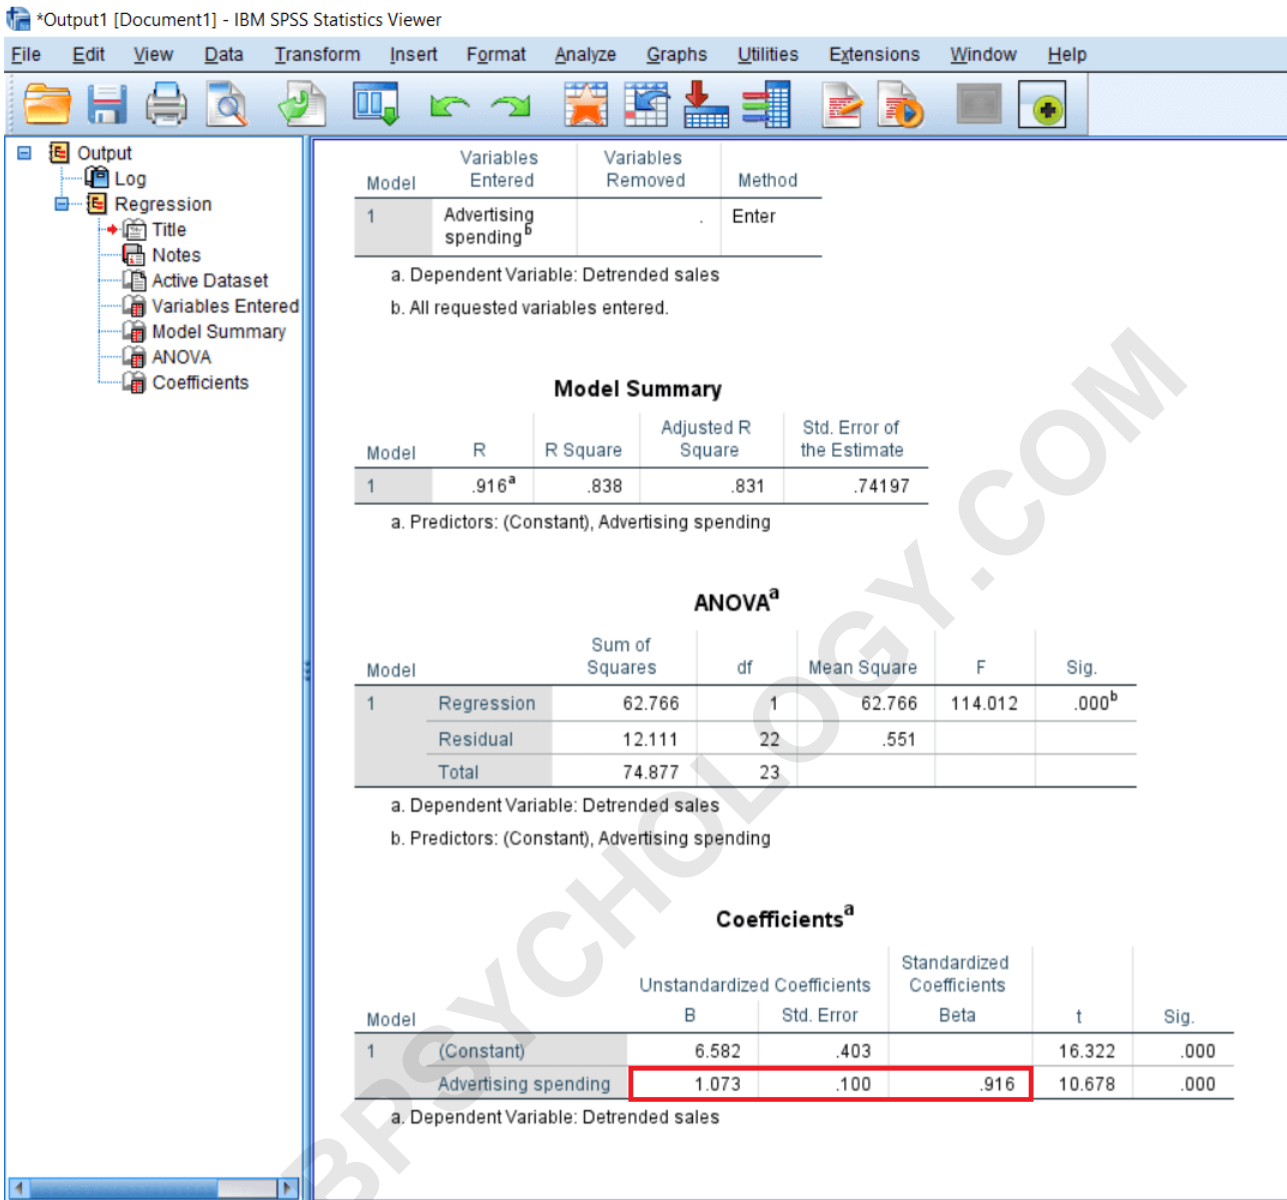 *Output1 [Document1] - IBM SPSS Statistics Viewer
File Edit View Data Transform Insert Format Analyze Graphs Utilities Extensions Window Help
Output
Log
Regression
Title
Notes
Active Dataset
Variables Entered
Model Summary
ANOVA
Coefficients
Model Variables Entered Variables Removed Method
1 Advertising spending^b . Enter
a. Dependent Variable: Detrended sales
b. All requested variables entered.
Model Summary
Model R R Square Adjusted R Square Std. Error of the Estimate
1 .916^a .838 .831 .74197
a. Predictors: (Constant), Advertising spending
ANOVA^a
Model Sum of Squares df Mean Square F Sig.
1 Regression 62.766 1 62.766 114.012 .000^b
Residual 12.111 22 .551
Total 74.877 23
a. Dependent Variable: Detrended sales
b. Predictors: (Constant), Advertising spending
Coefficients^a
Unstandardized Coefficients Standardized Coefficients
Model B Std. Error Beta t Sig.
1 (Constant) 6.582 .403 16.322 .000
Advertising spending 1.073 .100 .916 10.678 .000
a. Dependent Variable: Detrended sales
BPSYCHOLOGY.COM